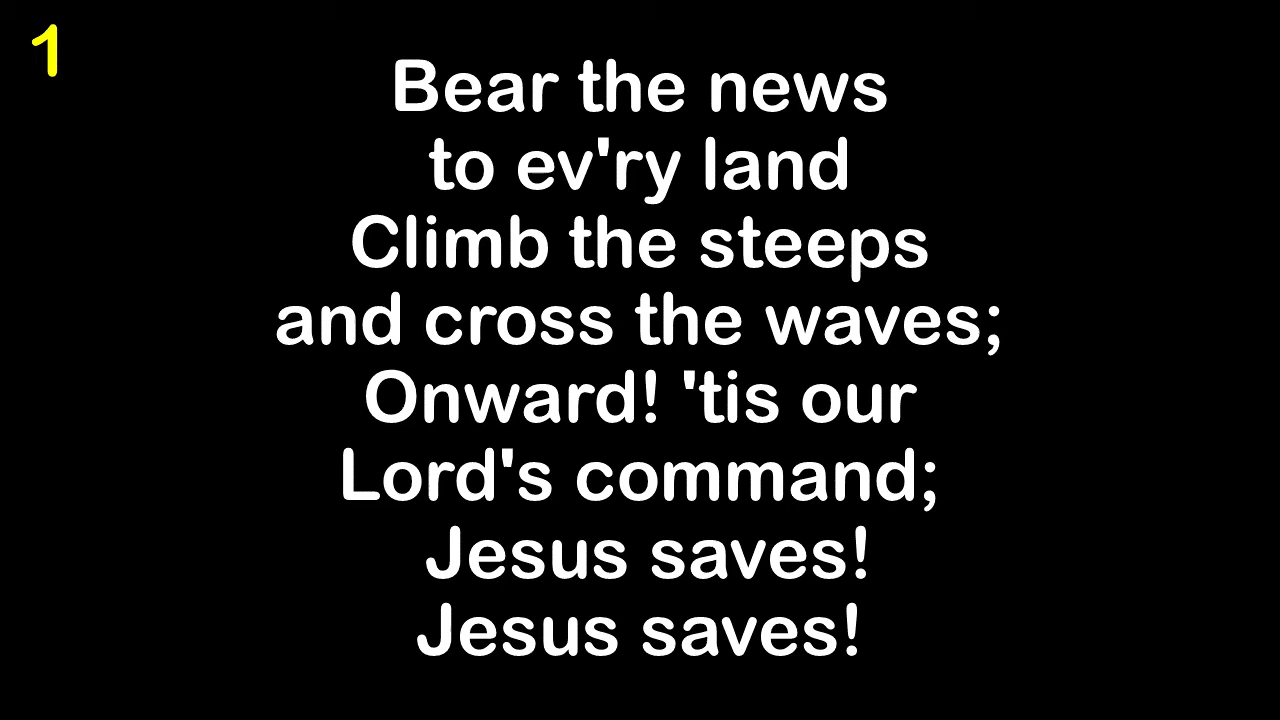 1
Bear the news
to ev'ry land
Climb the steeps
and cross the waves;
Onward! 'tis our
Lord's command;
Jesus saves!
Jesus saves!